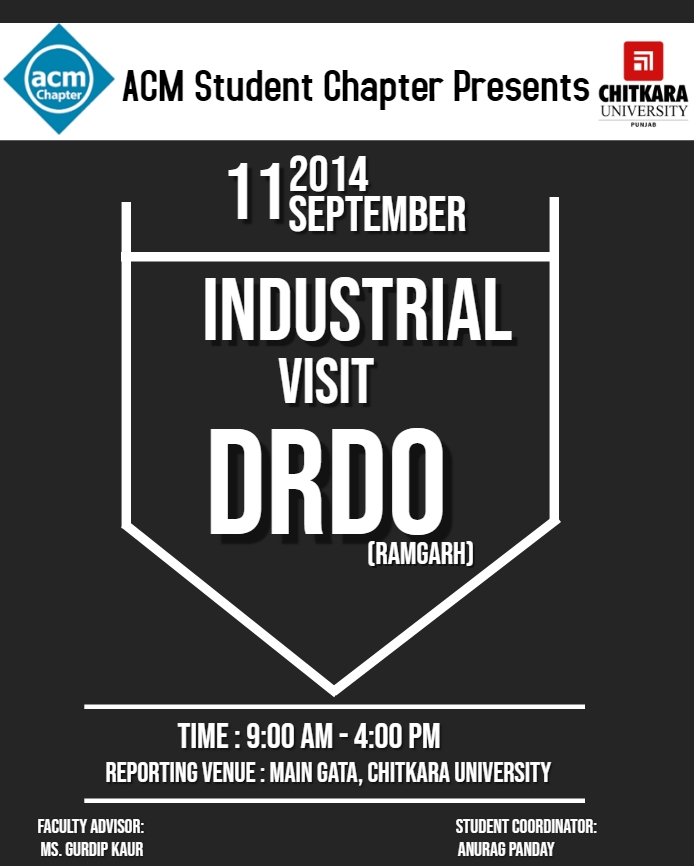 acm
Chapter
ACM Student Chapter Presents
CHITKARA
UNIVERSITY
PUNJAB
11 2014
SEPTEMBER
INDUSTRIAL
VISIT
DRDO
(RAMGARH)
TIME : 9:00 AM - 4:00 PM
REPORTING VENUE : MAIN GATA, CHITKARA UNIVERSITY
FACULTY ADVISOR:
MS. GURDIP KAUR
STUDENT COORDINATOR:
ANURAG PANDAY